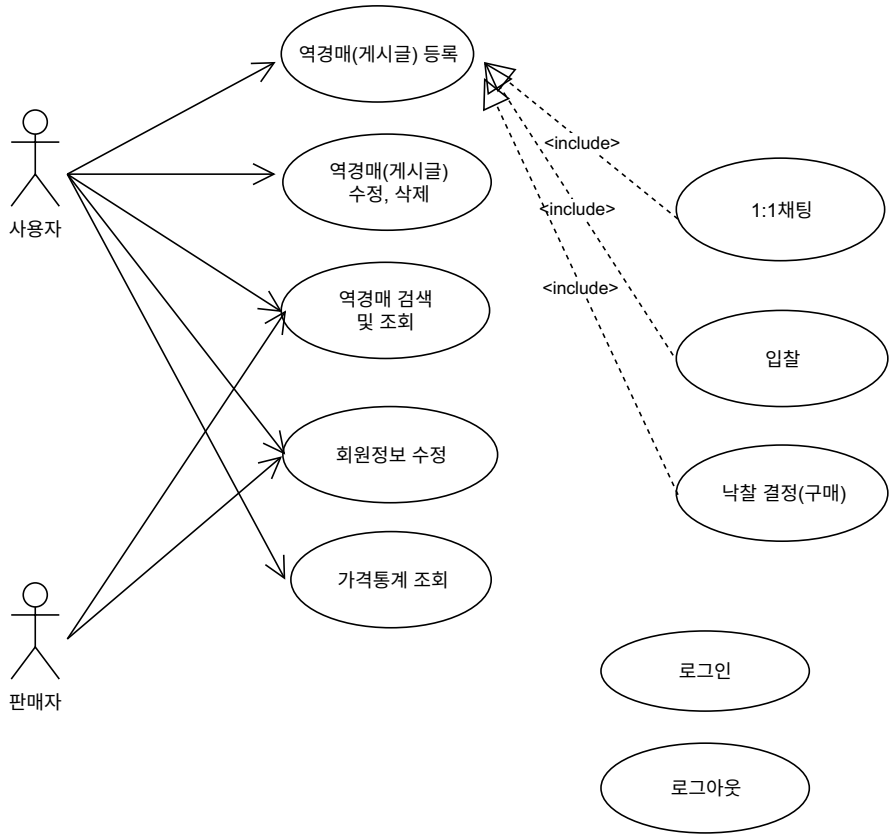 역경매(게시글) 등록
<include>
역경매(게시글)
수정, 삭제
사용자
<include>
1:1채팅
<include>
역경매 검색
및 조회
입찰
회원정보 수정
낙찰 결정(구매)
가격통계 조회
판매자
로그인
로그아웃